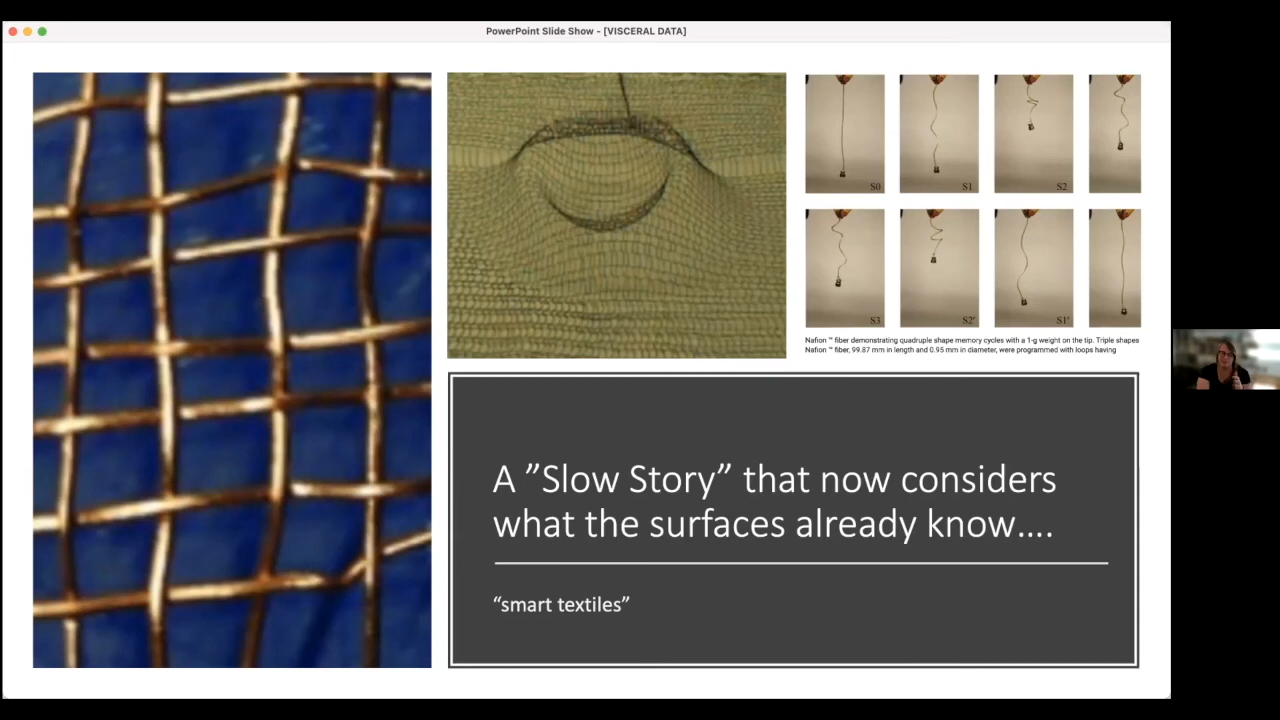 PowerPoint Slide Show - [VISCERAL DATA]
S0
S1
S2
S3
S2'
S1'
Nafion ™ fiber demonstrating quadruple shape memory cycles with a 1-g weight on the tip. Triple shapes
Nafion ™ fiber, 99.87 mm in length and 0.95 mm in diameter, were programmed with loops having
A ”Slow Story” that now considers
what the surfaces already know….
“smart textiles”